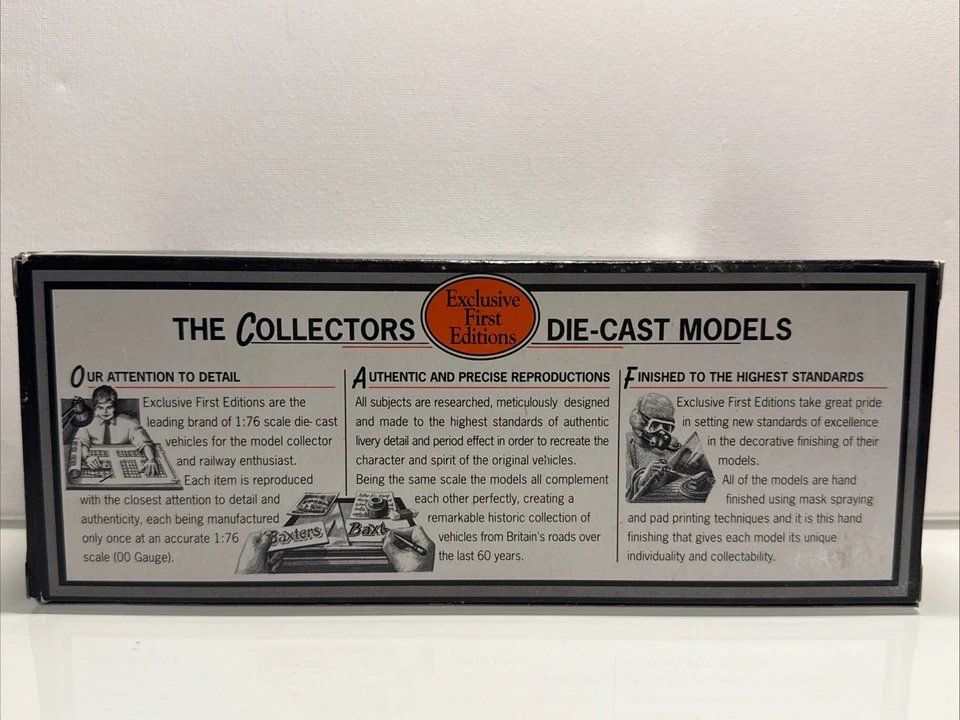 THE COLLECTORS
Exclusive
First
Editions
DIE-CAST MODELS
OUR ATTENTION TO DETAIL
Exclusive First Editions are the
leading brand of 1:76 scale die- cast
vehicles for the model collector
and railway enthusiast.
Each item is reproduced
with the closest attention to detail and
authenticity, each being manufactured
only once at an accurate 1:76
scale (00 Gauge).
AUTHENTIC AND PRECISE REPRODUCTIONS
All subjects are researched, meticulously designed
and made to the highest standards of authentic
livery detail and period effect in order to recreate the
character and spirit of the original vehicles.
Being the same scale the models all complement
each other perfectly, creating a
remarkable historic collection of
vehicles from Britain's roads over
the last 60 years.
Baxters
Baxt
FINISHED TO THE HIGHEST STANDARDS
Exclusive First Editions take great pride
in setting new standards of excellence
in the decorative finishing of their
models.
All of the models are hand
finished using mask spraying
and pad printing techniques and it is this hand
finishing that gives each model its unique
individuality and collectability.